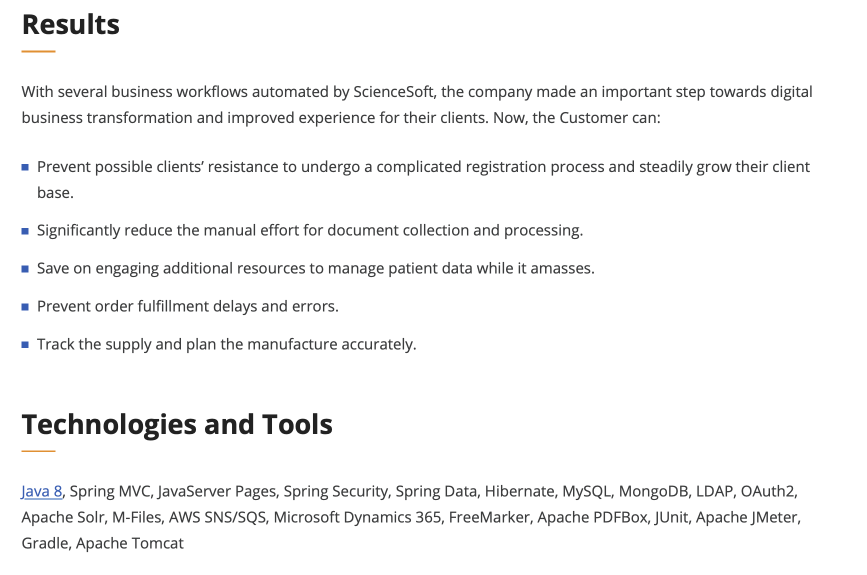 Results
With several business workflows automated by ScienceSoft, the company made an important step towards digital
business transformation and improved experience for their clients. Now, the Customer can:
Prevent possible clients’ resistance to undergo a complicated registration process and steadily grow their client
base.
Significantly reduce the manual effort for document collection and processing.
Save on engaging additional resources to manage patient data while it amasses.
Prevent order fulfillment delays and errors.
Track the supply and plan the manufacture accurately.
Technologies and Tools
Java 8, Spring MVC, JavaServer Pages, Spring Security, Spring Data, Hibernate, MySQL, MongoDB, LDAP, OAuth2,
Apache Solr, M-Files, AWS SNS/SQS, Microsoft Dynamics 365, FreeMarker, Apache PDFBox, JUnit, Apache JMeter,
Gradle, Apache Tomcat